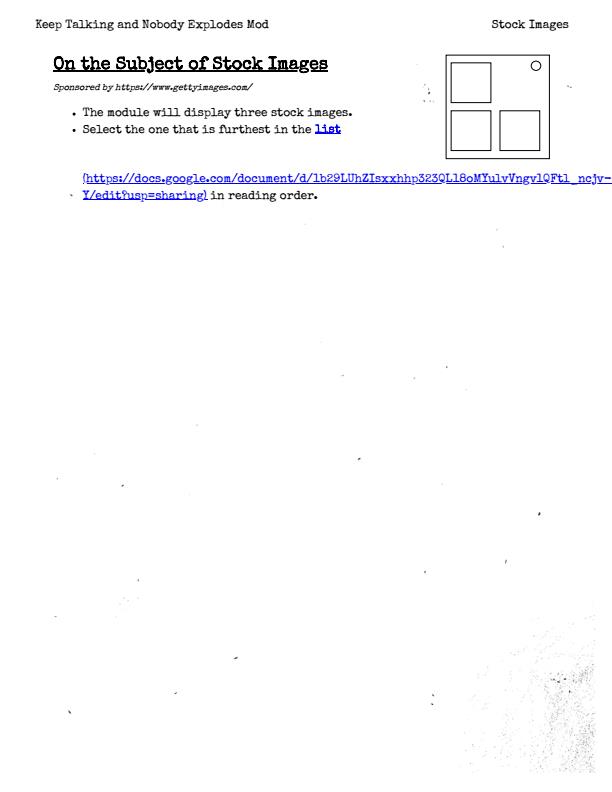 Keep Talking and Nobody Explodes Mod
Stock Images
On the Subject of Stock Images
Sponsored by https://www.gettyimages.com/
• The module will display three stock images.
• Select the one that is furthest in the list
(https://docs.google.com/document/d/1b29LUhZIsxxhhp323QL18oMYulvVngvlQFtl_ncjv-
Y/edit?usp=sharing) in reading order.